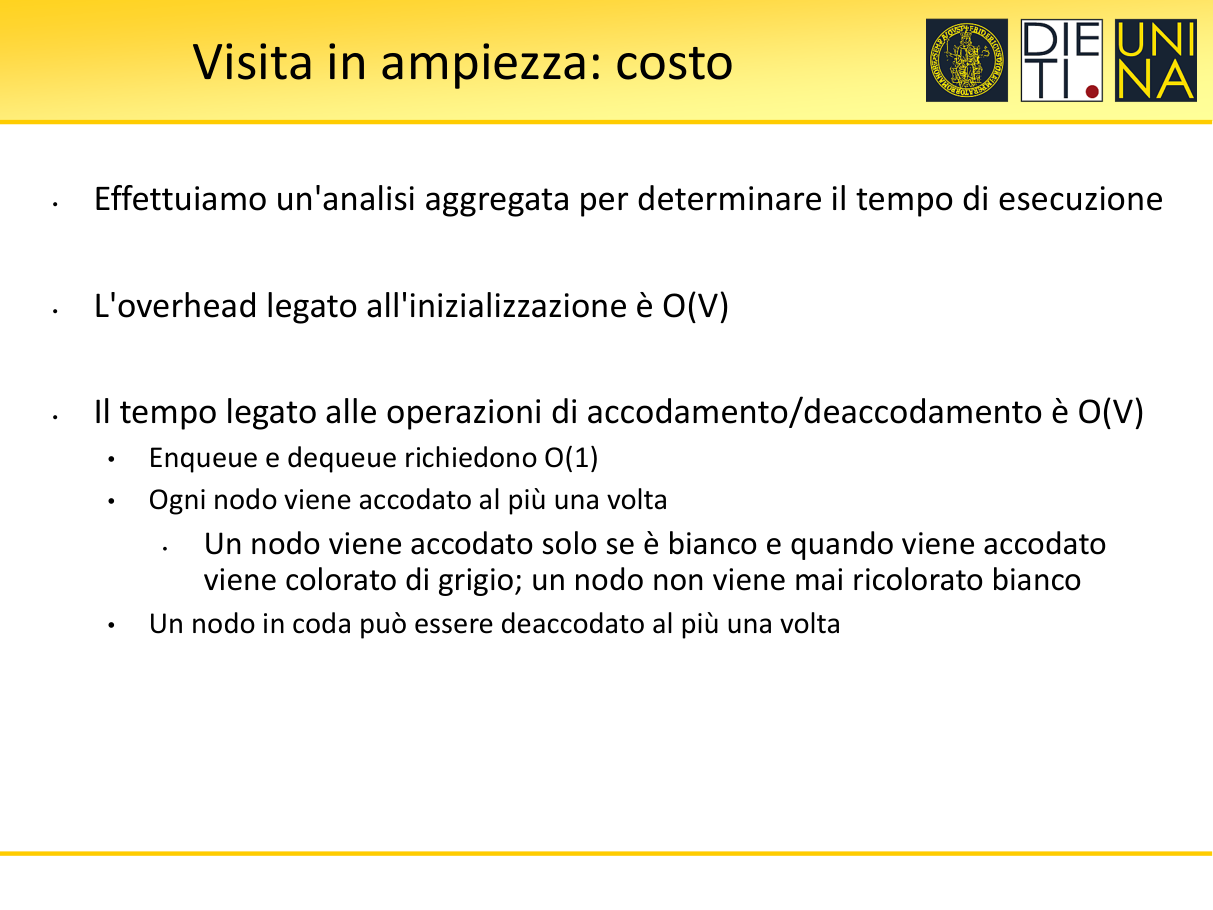 Visita in ampiezza: costo
DIE
TI.
UNI
NA
• Effettuiamo un'analisi aggregata per determinare il tempo di esecuzione
• L'overhead legato all'inizializzazione è O(V)
• Il tempo legato alle operazioni di accodamento/deaccodamento è O(V)
• Enqueue e dequeue richiedono O(1)
• Ogni nodo viene accodato al più una volta
• Un nodo viene accodato solo se è bianco e quando viene accodato
viene colorato di grigio; un nodo non viene mai ricolorato bianco
• Un nodo in coda può essere deaccodato al più una volta